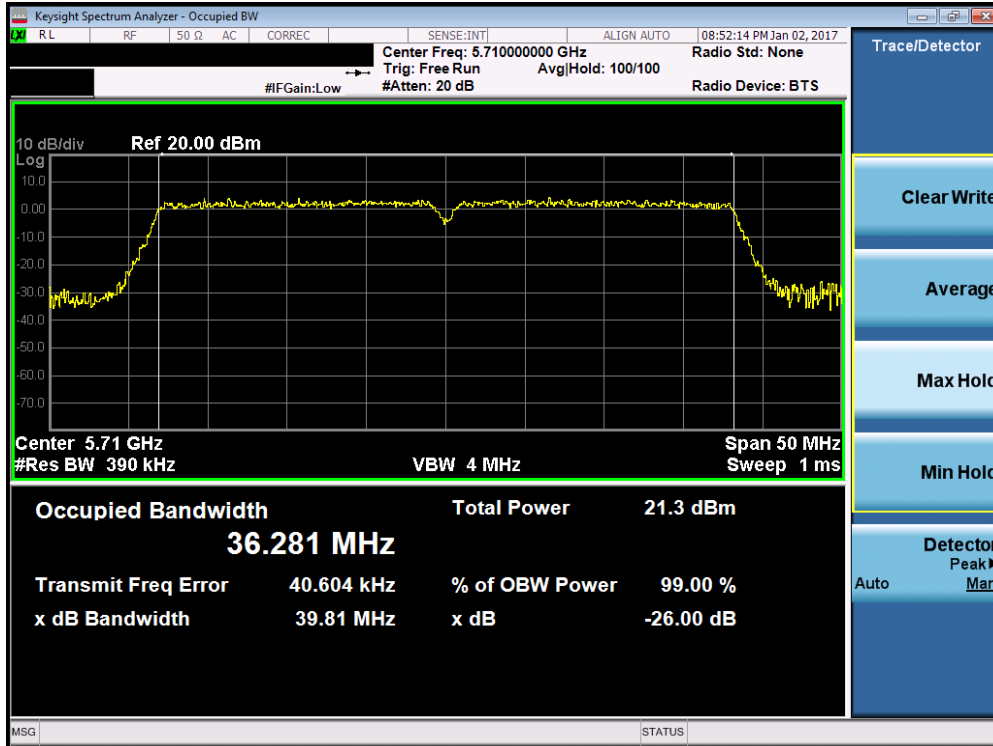 Keysight Spectrum Analyzer - Occupied BW
LXI RL RF 50 Ω AC CORREC SENSE:INT ALIGN AUTO 08:52:14 PM Jan 02, 2017
Center Freq: 5.710000000 GHz Radio Std: None
Trig: Free Run Avg|Hold: 100/100
#IFGain:Low #Atten: 20 dB Radio Device: BTS
Trace/Detector
10 dB/div Ref 20.00 dBm
Log
10.0
0.00
-10.0
-20.0
-30.0
-40.0
-50.0
-60.0
-70.0
Center 5.71 GHz Span 50 MHz
#Res BW 390 kHz VBW 4 MHz Sweep 1 ms
Occupied Bandwidth Total Power 21.3 dBm
36.281 MHz
Transmit Freq Error 40.604 kHz % of OBW Power 99.00 %
x dB Bandwidth 39.81 MHz x dB -26.00 dB
Clear Write
Average
Max Hold
Min Hold
Detector
Peak▶
Auto Man
MSG STATUS